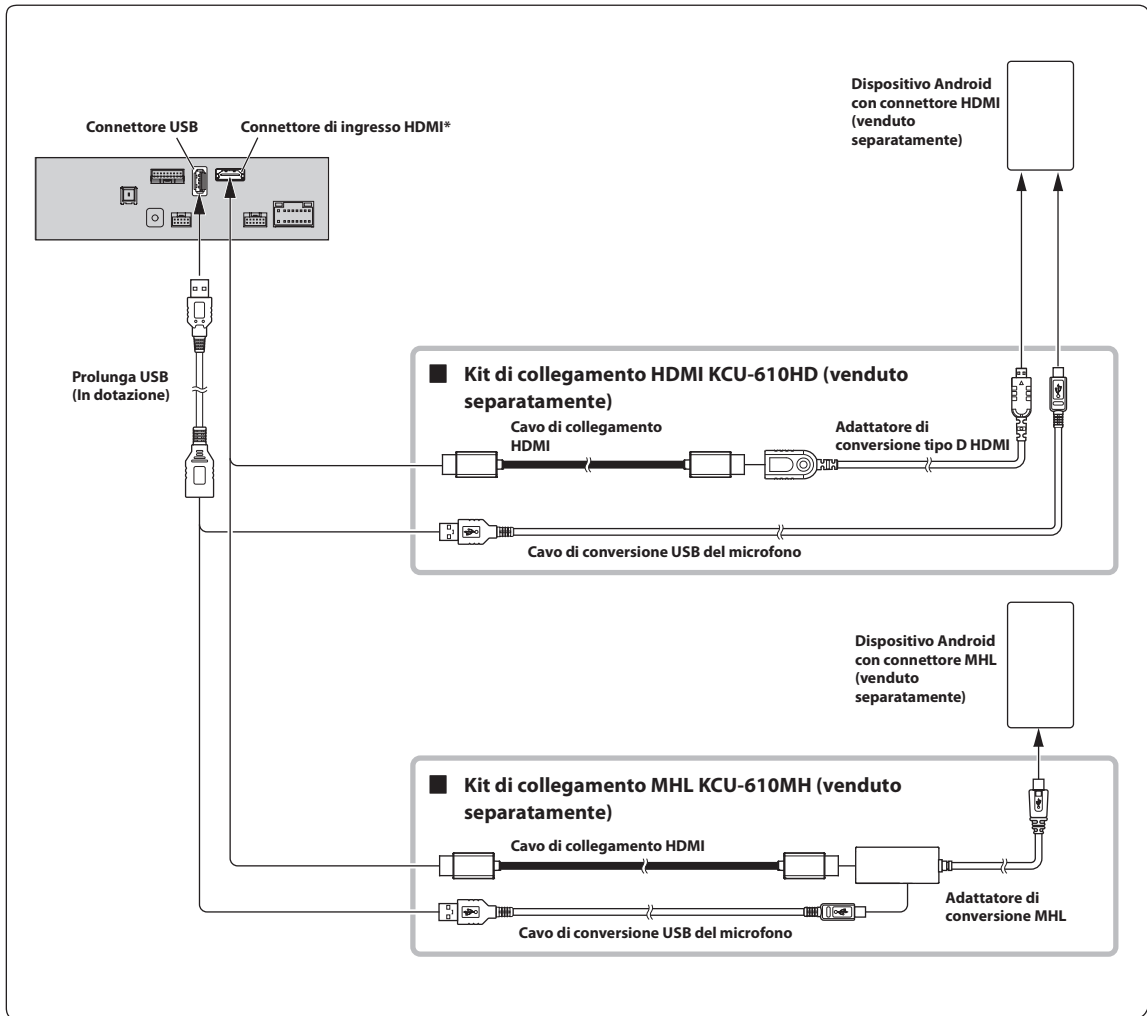 Dispositivo Android
con connettore HDMI
(venduto
separatamente)
Connettore USB
Connettore di ingresso HDMI*
Prolunga USB
(In dotazione)
■ Kit di collegamento HDMI KCU-610HD (venduto
separatamente)
Cavo di collegamento
HDMI
Adattatore di
conversione tipo D HDMI
Cavo di conversione USB del microfono
Dispositivo Android
con connettore MHL
(venduto
separatamente)
■ Kit di collegamento MHL KCU-610MH (venduto
separatamente)
Cavo di collegamento HDMI
Adattatore di
conversione MHL
Cavo di conversione USB del microfono